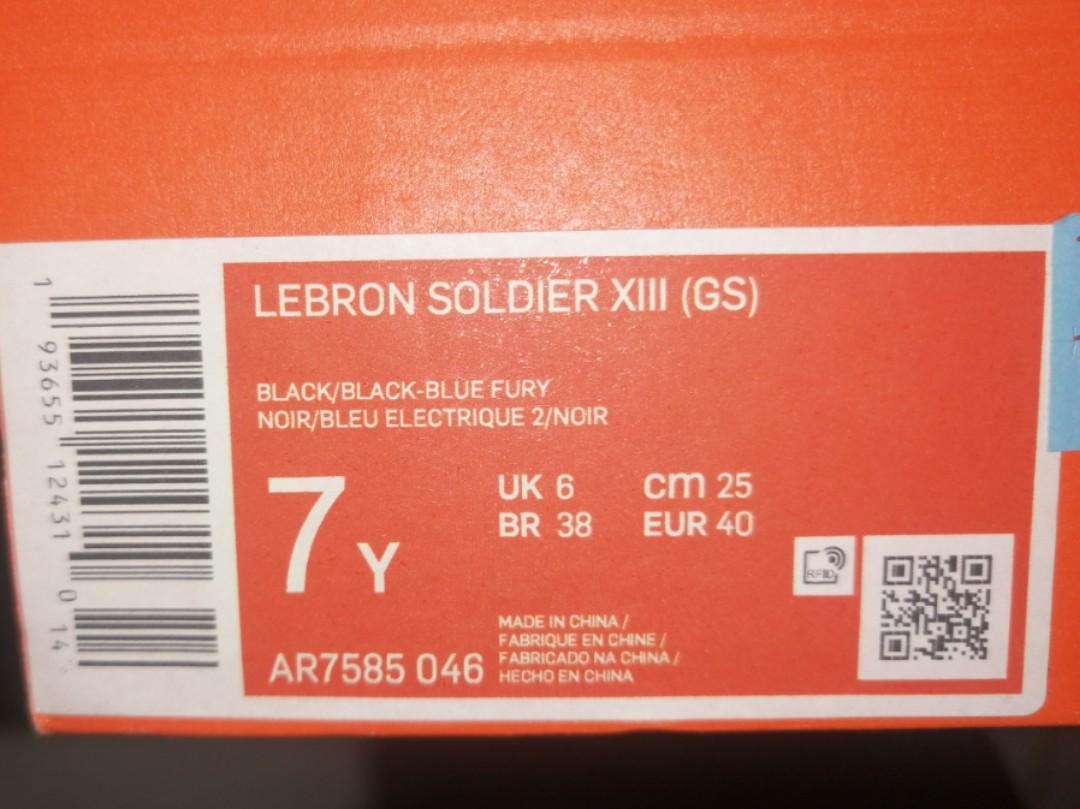 LEBRON SOLDIER XIII (GS)
BLACK/BLACK-BLUE FURY
NOIR/BLEU ELECTRIQUE 2/NOIR
7 Y
UK 6 cm 25
BR 38 EUR 40
RFID
AR7585 046
MADE IN CHINA /
FABRIQUE EN CHINE /
FABRICADO NA CHINA /
HECHO EN CHINA
1 93655 12431 0 14